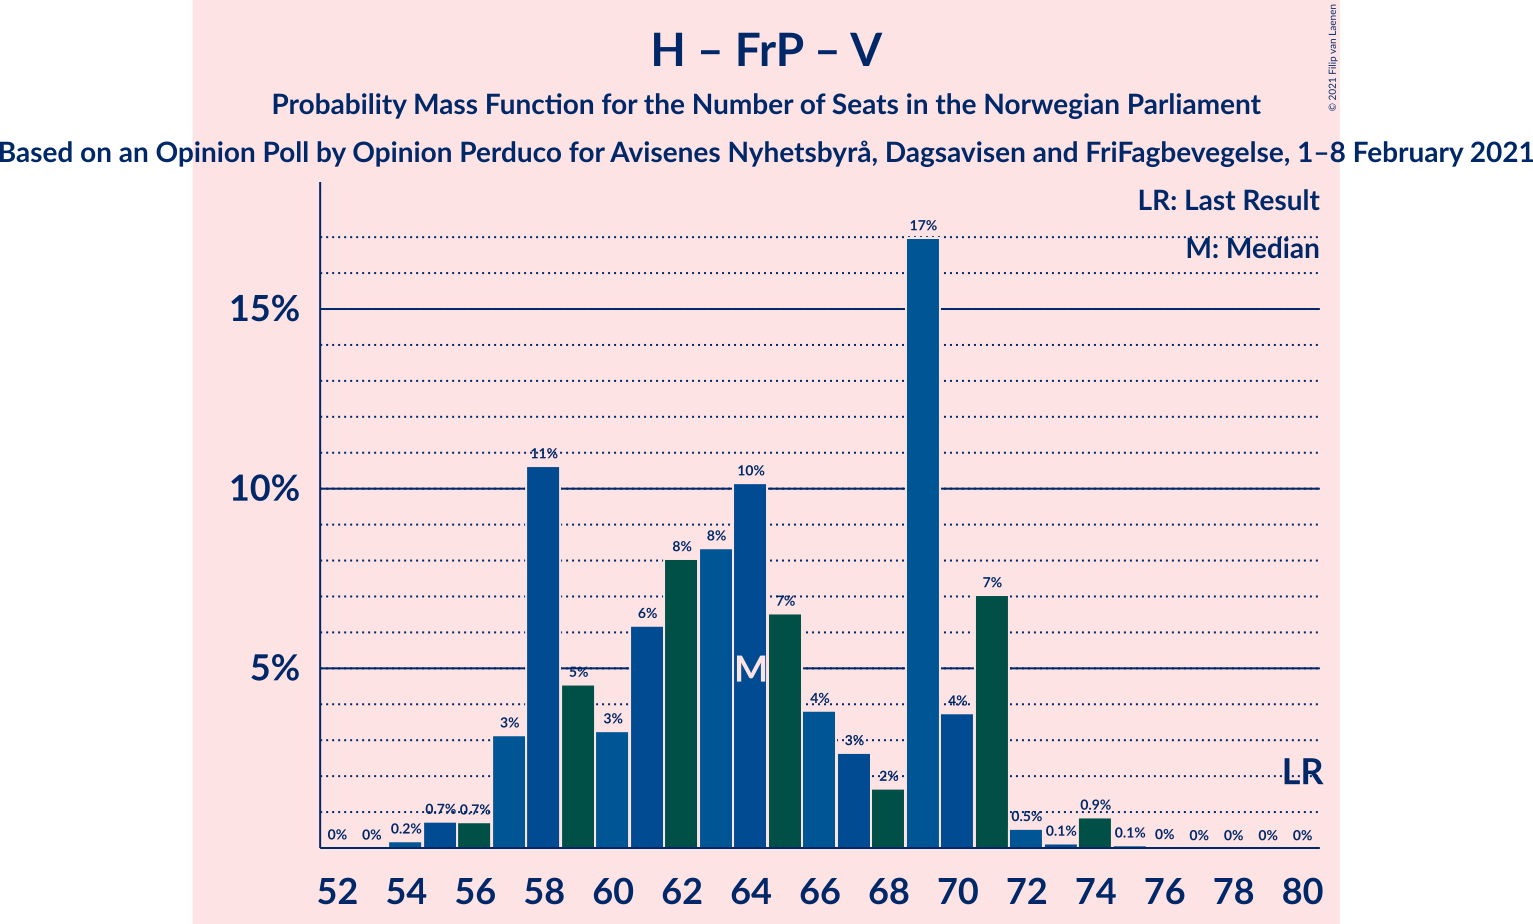 H – FrP – V
Probability Mass Function for the Number of Seats in the Norwegian Parliament
Based on an Opinion Poll by Opinion Perduco for Avisenes Nyhetsbyrå, Dagsavisen and FriFagbevegelse, 1–8 February 2021
© 2021 Filip van Laenen
LR: Last Result
M: Median
15%
10%
5%
0% 0% 0.2% 0.7% 0.7% 3% 11% 5% 3% 6% 8% 8% 10% 7% 4% 3% 2% 17% 4% 7% 0.5% 0.1% 0.9% 0.1% 0% 0% 0% 0% 0%
M
LR
52 54 56 58 60 62 64 66 68 70 72 74 76 78 80